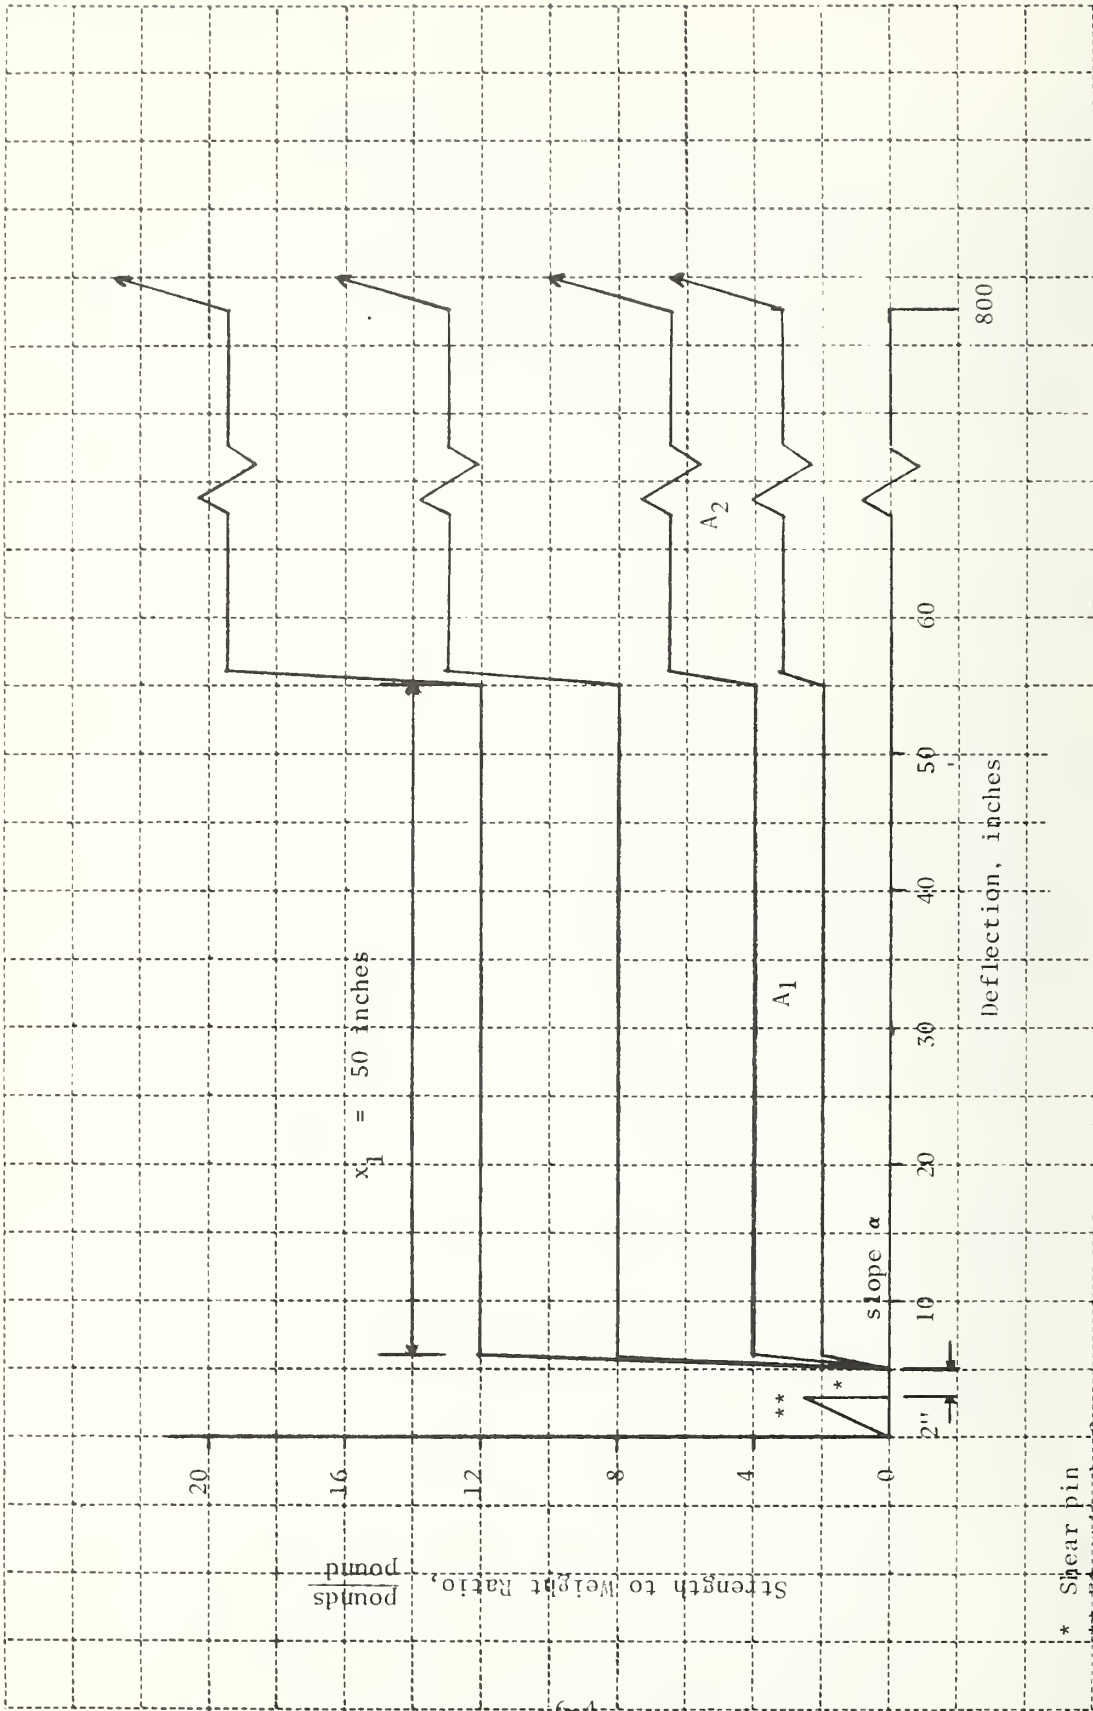 20
16
12
8
4
0
Strength to Weight Ratio,
pounds
pound
x1 = 50 inches
A1
A2
slope α
**
*
2"
10
20
30
40
50
60
800
Deflection, inches
* Shear pin